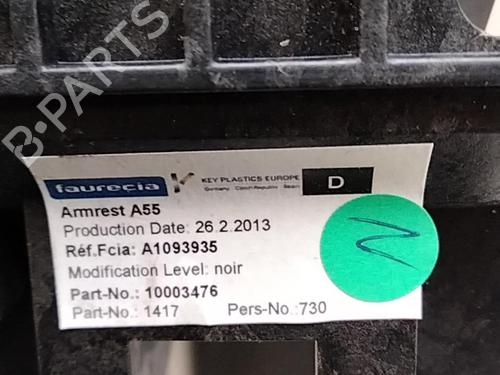 B-PARTS
faurecia KEY PLASTICS EUROPE D
Germany Czech Republic Spain
Armrest A55
Production Date: 26.2.2013
Réf.Fcia: A1093935
Modification Level: noir
Part-No.: 10003476
Part-No.: 1417 Pers-No.:730